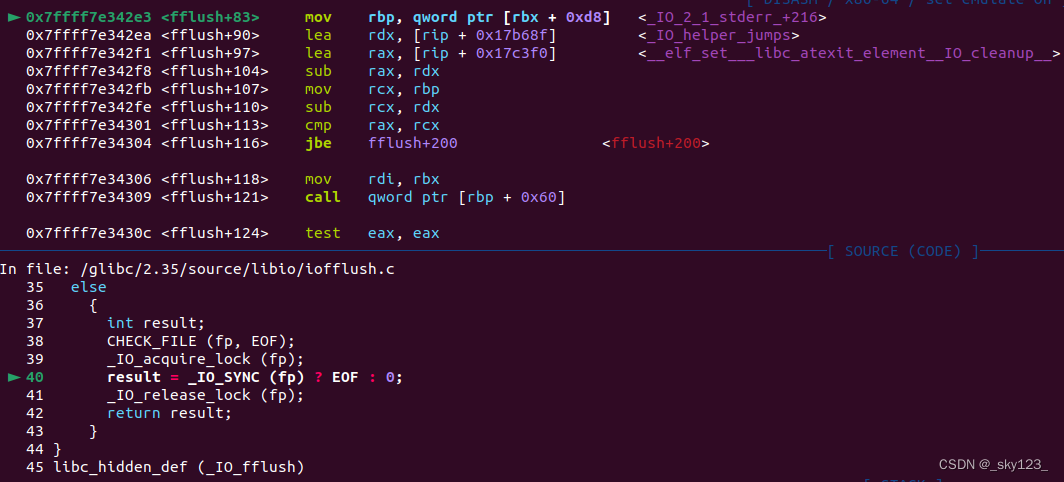 [ DISASM / x86-64 / set emulate on ]
► 0x7ffff7e342e3 <fflush+83> mov rbp, qword ptr [rbx + 0xd8] <_IO_2_1_stderr_+216>
0x7ffff7e342ea <fflush+90> lea rdx, [rip + 0x17b68f] <_IO_helper_jumps>
0x7ffff7e342f1 <fflush+97> lea rax, [rip + 0x17c3f0] <__elf_set___libc_atexit_element__IO_cleanup__>
0x7ffff7e342f8 <fflush+104> sub rax, rdx
0x7ffff7e342fb <fflush+107> mov rcx, rbp
0x7ffff7e342fe <fflush+110> sub rcx, rdx
0x7ffff7e34301 <fflush+113> cmp rax, rcx
0x7ffff7e34304 <fflush+116> jbe fflush+200 <fflush+200>
0x7ffff7e34306 <fflush+118> mov rdi, rbx
0x7ffff7e34309 <fflush+121> call qword ptr [rbp + 0x60]
0x7ffff7e3430c <fflush+124> test eax, eax
[ SOURCE (CODE) ]
In file: /glibc/2.35/source/libio/iofflush.c
35 else
36 {
37 int result;
38 CHECK_FILE (fp, EOF);
39 _IO_acquire_lock (fp);
► 40 result = _IO_SYNC (fp) ? EOF : 0;
41 _IO_release_lock (fp);
42 return result;
43 }
44 }
45 libc_hidden_def (_IO_fflush)
CSDN @_sky123_